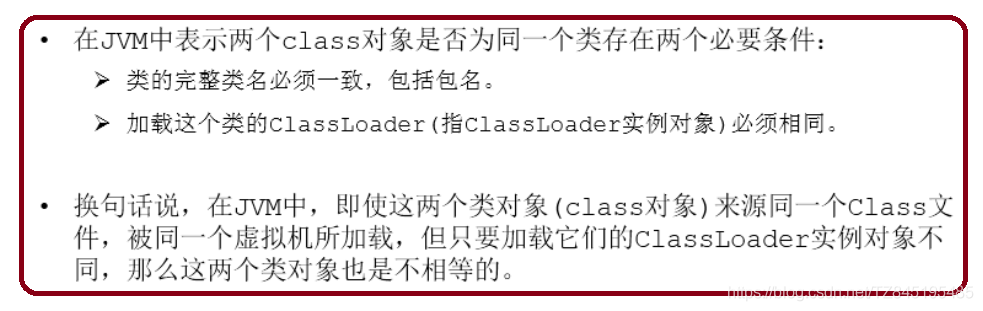 • 在JVM中表示两个class对象是否为同一个类存在两个必要条件：
➢ 类的完整类名必须一致，包括包名。
➢ 加载这个类的ClassLoader(指ClassLoader实例对象)必须相同。
• 换句话说，在JVM中，即使这两个类对象(class对象)来源同一个Class文
件，被同一个虚拟机所加载，但只要加载它们的ClassLoader实例对象不
同，那么这两个类对象也是不相等的。